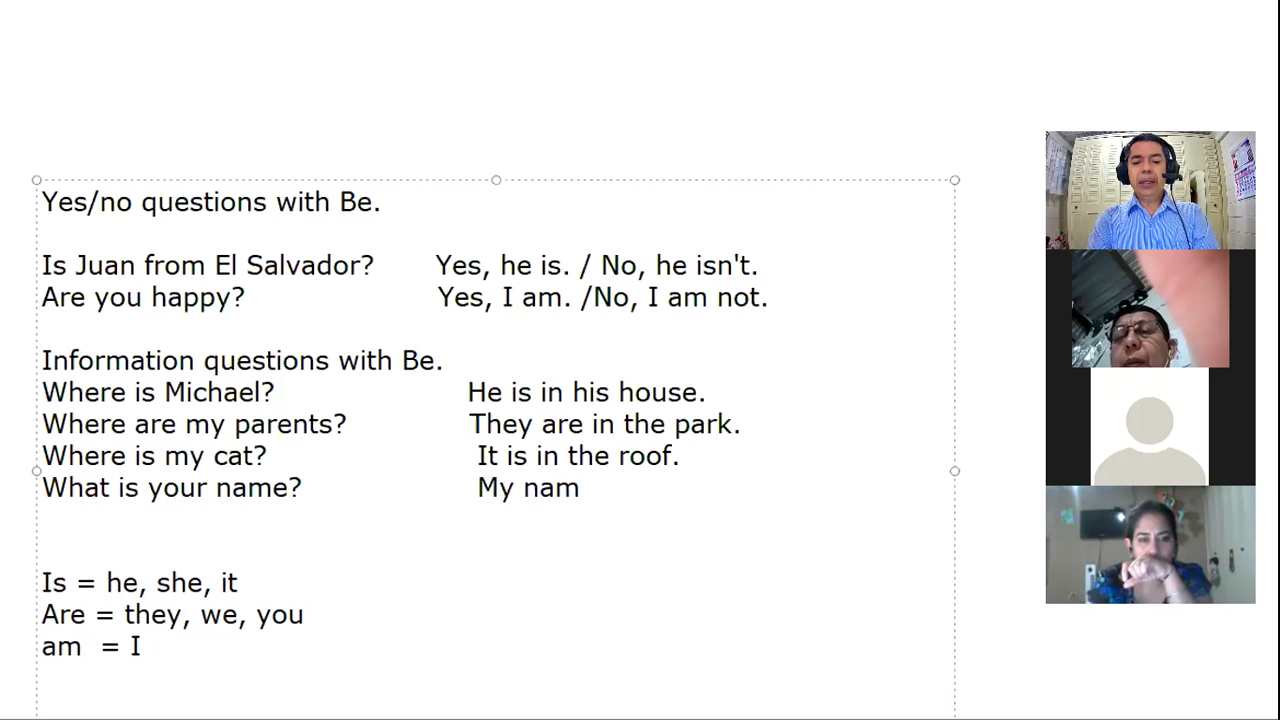 Yes/no questions with Be.
Is Juan from El Salvador? Yes, he is. / No, he isn't.
Are you happy? Yes, I am. /No, I am not.
Information questions with Be.
Where is Michael? He is in his house.
Where are my parents? They are in the park.
Where is my cat? It is in the roof.
What is your name? My nam
Is = he, she, it
Are = they, we, you
am = I